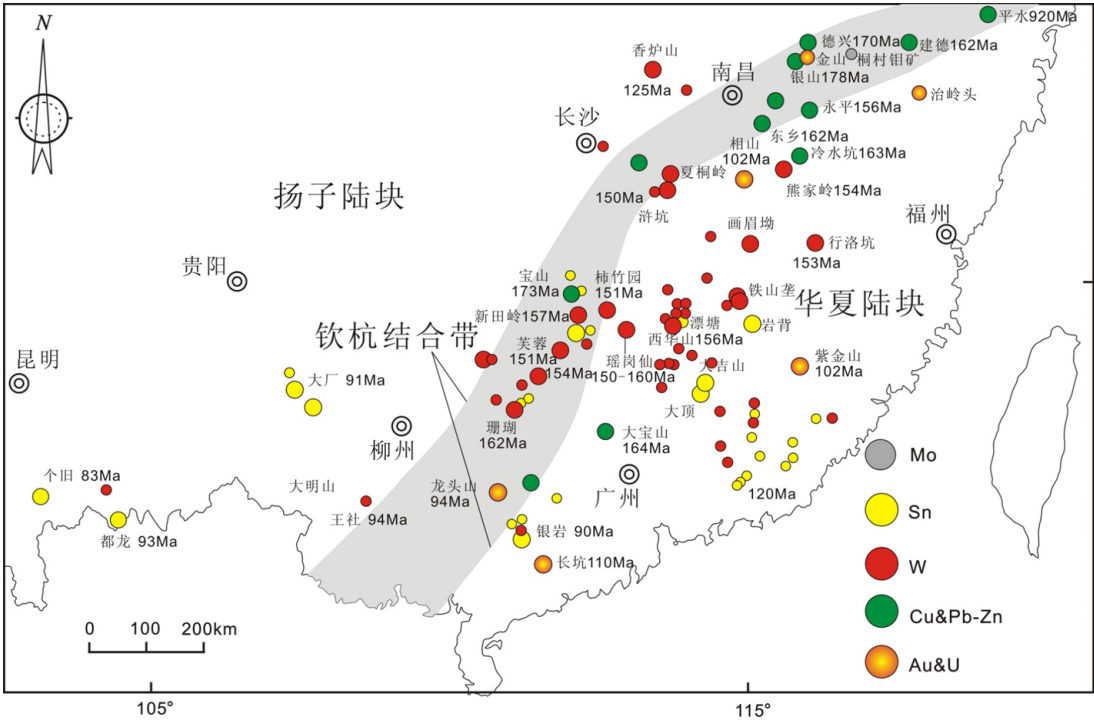 N
平水920Ma
德兴170Ma
建德162Ma
金山
桐村钼矿
银山178Ma
香炉山
125Ma
南昌
冶岭头
永平156Ma
长沙
东乡162Ma
相山
102Ma
冷水坑163Ma
夏桐岭
熊家岭154Ma
150Ma
浒坑
扬子陆块
福州
画眉坳
行洛坑
153Ma
贵阳
宝山
173Ma
柿竹园
151Ma
铁山垄
华夏陆块
新田岭157Ma
漂塘
岩背
钦杭结合带
西华山156Ma
芙蓉
151Ma
154Ma
瑶岗仙
150-160Ma
大吉山
紫金山
102Ma
昆明
大厂 91Ma
大顶
珊瑚
162Ma
柳州
大宝山
164Ma
个旧 83Ma
大明山
龙头山
94Ma
广州
120Ma
王社 94Ma
都龙 93Ma
银岩 90Ma
长坑110Ma
Mo
Sn
W
Cu&Pb-Zn
Au&U
0 100 200km
105°
115°